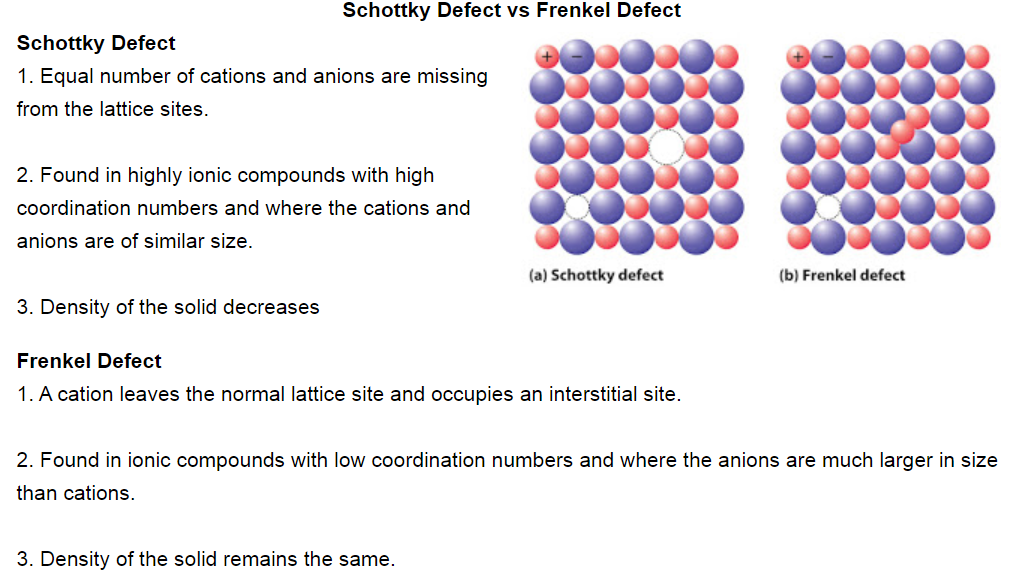 Schottky Defect vs Frenkel Defect
Schottky Defect
1. Equal number of cations and anions are missing
from the lattice sites.
2. Found in highly ionic compounds with high
coordination numbers and where the cations and
anions are of similar size.
3. Density of the solid decreases
+ −
+ −
(a) Schottky defect
(b) Frenkel defect
Frenkel Defect
1. A cation leaves the normal lattice site and occupies an interstitial site.
2. Found in ionic compounds with low coordination numbers and where the anions are much larger in size
than cations.
3. Density of the solid remains the same.